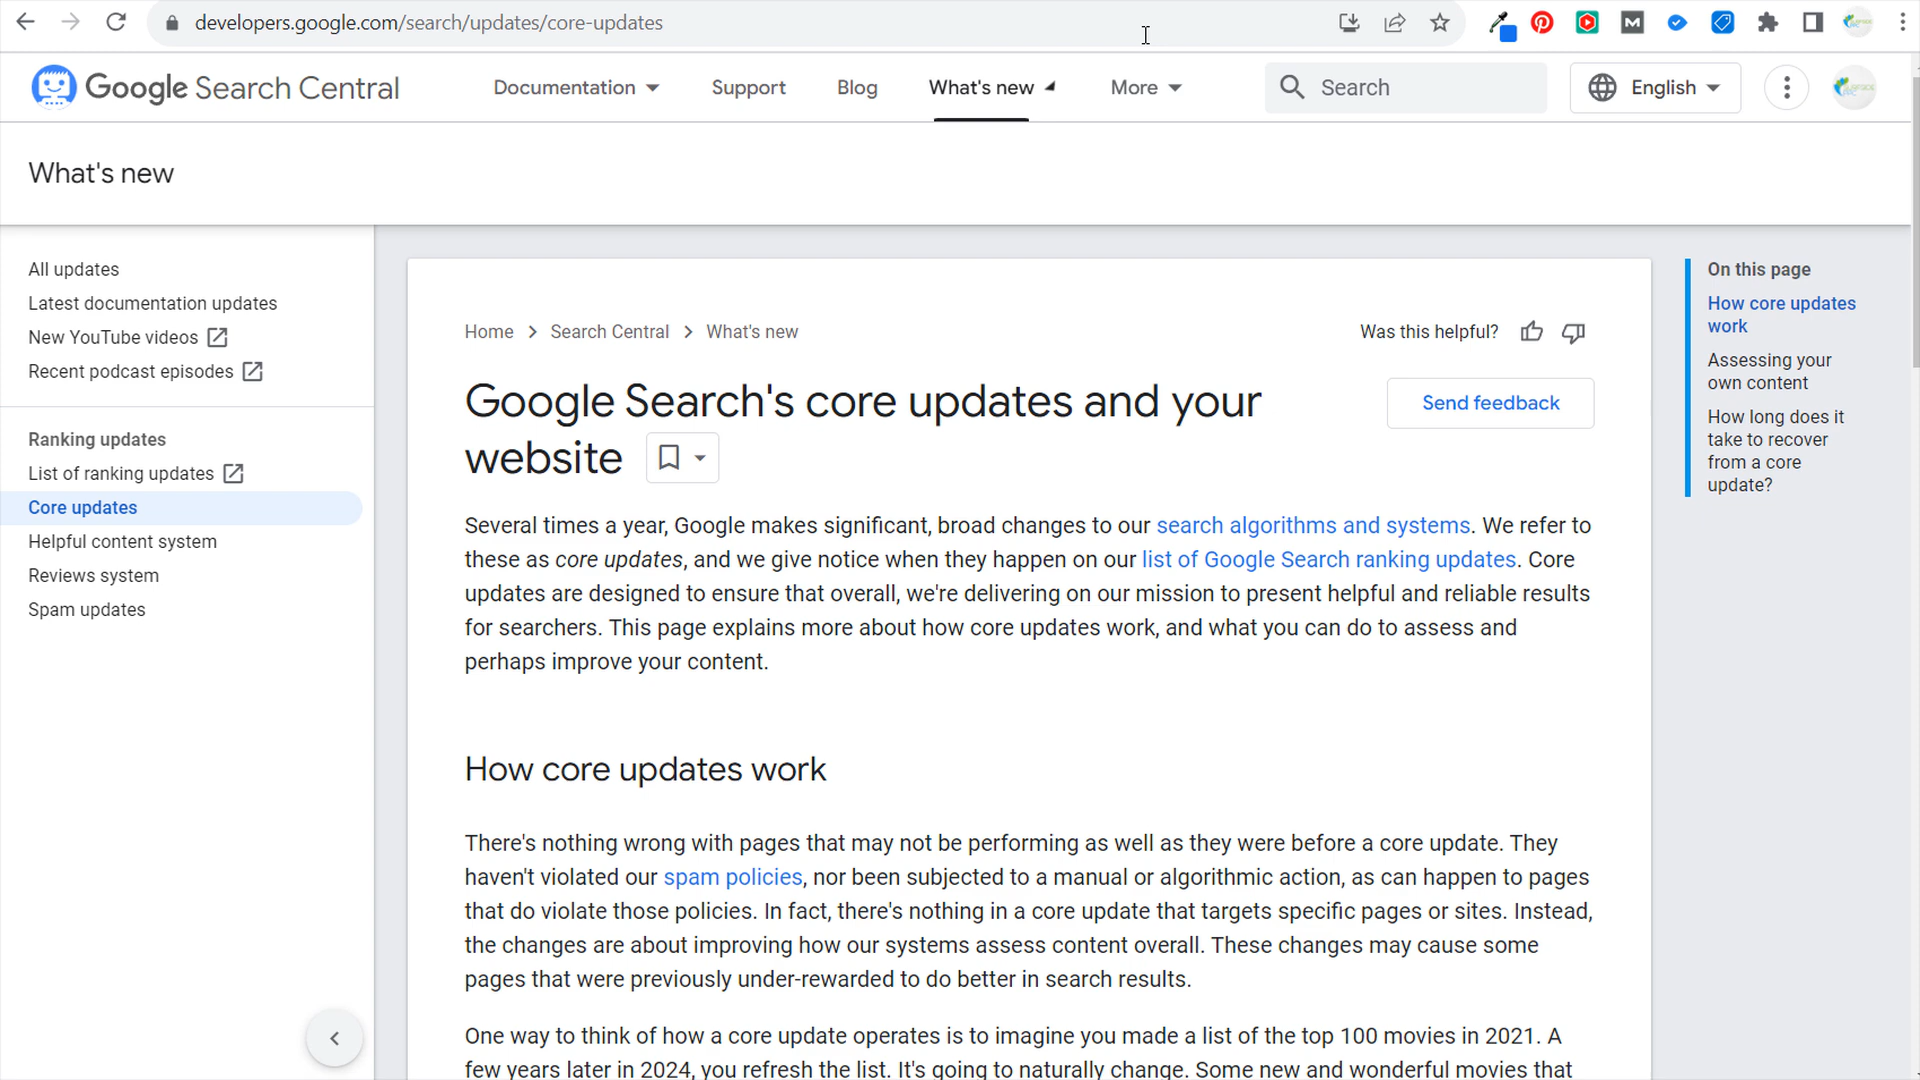 developers.google.com/search/updates/core-updates
Google Search Central
Documentation
Support
Blog
What's new
More
Search
English
What's new
All updates
Latest documentation updates
New YouTube videos
Recent podcast episodes
Ranking updates
List of ranking updates
Core updates
Helpful content system
Reviews system
Spam updates
Home > Search Central > What's new
Was this helpful?
Google Search's core updates and your
website
Send feedback
Several times a year, Google makes significant, broad changes to our search algorithms and systems. We refer to
these as core updates, and we give notice when they happen on our list of Google Search ranking updates. Core
updates are designed to ensure that overall, we're delivering on our mission to present helpful and reliable results
for searchers. This page explains more about how core updates work, and what you can do to assess and
perhaps improve your content.
How core updates work
There's nothing wrong with pages that may not be performing as well as they were before a core update. They
haven't violated our spam policies, nor been subjected to a manual or algorithmic action, as can happen to pages
that do violate those policies. In fact, there's nothing in a core update that targets specific pages or sites. Instead,
the changes are about improving how our systems assess content overall. These changes may cause some
pages that were previously under-rewarded to do better in search results.
One way to think of how a core update operates is to imagine you made a list of the top 100 movies in 2021. A
few years later in 2024, you refresh the list. It's going to naturally change. Some new and wonderful movies that
On this page
How core updates
work
Assessing your
own content
How long does it
take to recover
from a core
update?